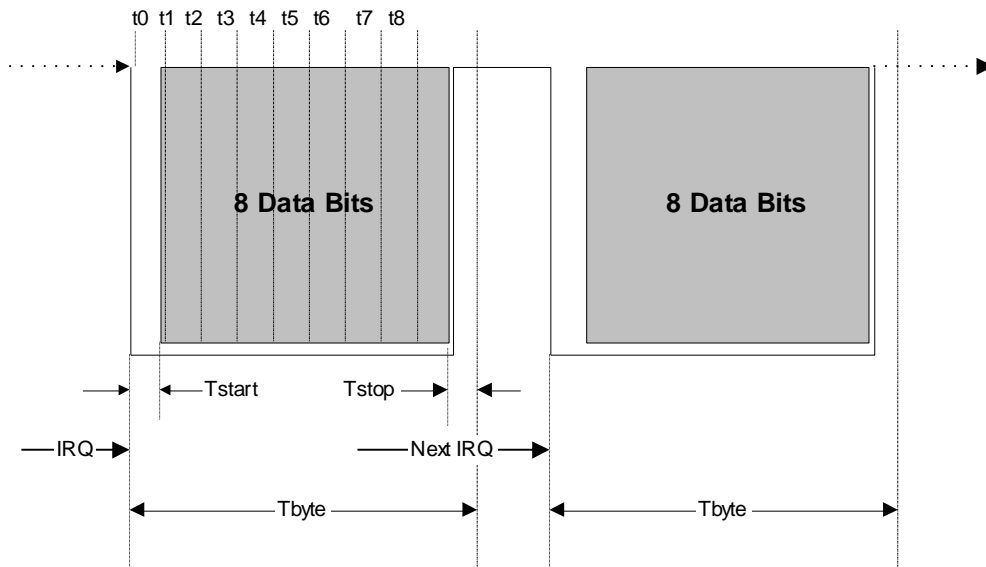 t0 t1 t2 t3 t4 t5 t6 t7 t8
8 Data Bits 8 Data Bits
Tstart Tstop
IRQ Next IRQ
Tbyte Tbyte